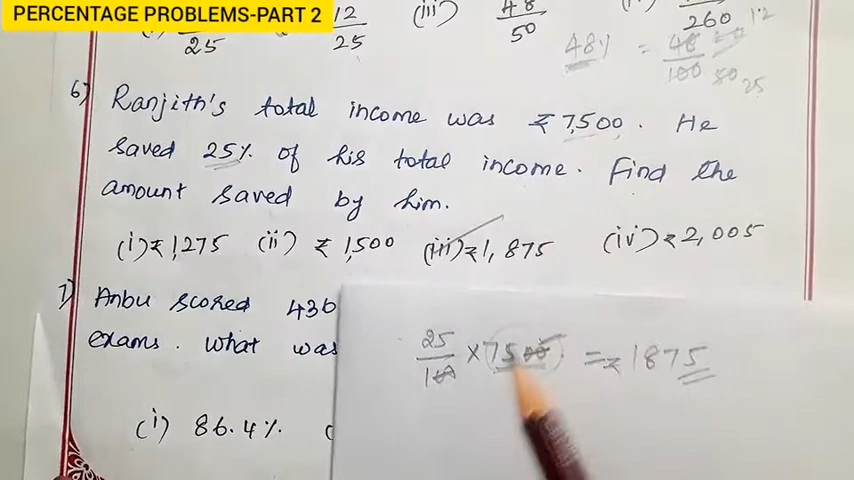 PERCENTAGE PROBLEMS-PART 2
25
12/25
(iii) 48/50
260
48% = 48/100
50 25
6) Ranjith's total income was ₹ 7,500. He
saved 25% of his total income. Find the
amount saved by him.
(i) ₹ 1,275 (ii) ₹ 1,500 (iii) ₹ 1,875 (iv) ₹ 2,005
7) Anbu scored 436
exams. What was
25/100 × 7500 = ₹ 1875
(i) 86.4%.